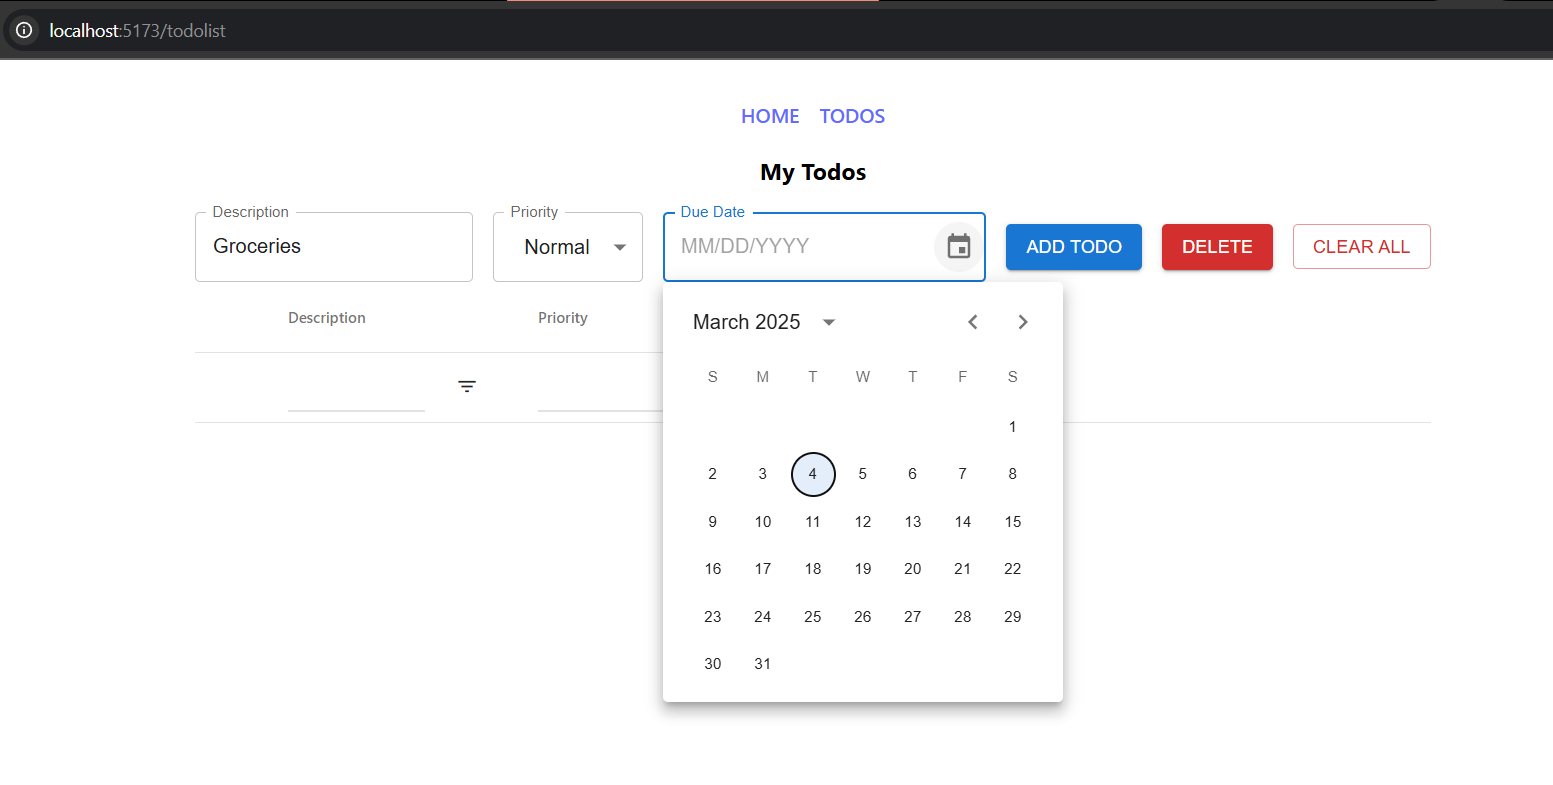 localhost:5173/todolist
HOME TODOS
My Todos
Description
Groceries
Priority
Normal
Due Date
MM/DD/YYYY
ADD TODO
DELETE
CLEAR ALL
Description Priority
March 2025
S M T W T F S
1
2 3 4 5 6 7 8
9 10 11 12 13 14 15
16 17 18 19 20 21 22
23 24 25 26 27 28 29
30 31